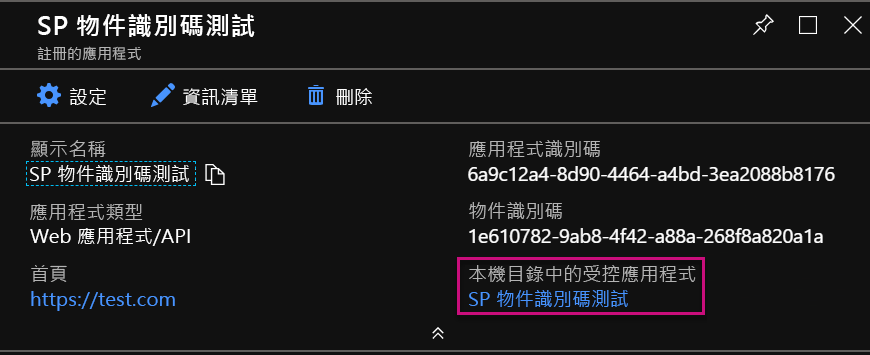 SP 物件識別碼測試
註冊的應用程式
設定
資訊清單
刪除
顯示名稱
SP 物件識別碼測試
應用程式類型
Web 應用程式/API
首頁
https://test.com
應用程式識別碼
6a9c12a4-8d90-4464-a4bd-3ea2088b8176
物件識別碼
1e610782-9ab8-4f42-a88a-268f8a820a1a
本機目錄中的受控應用程式
SP 物件識別碼測試